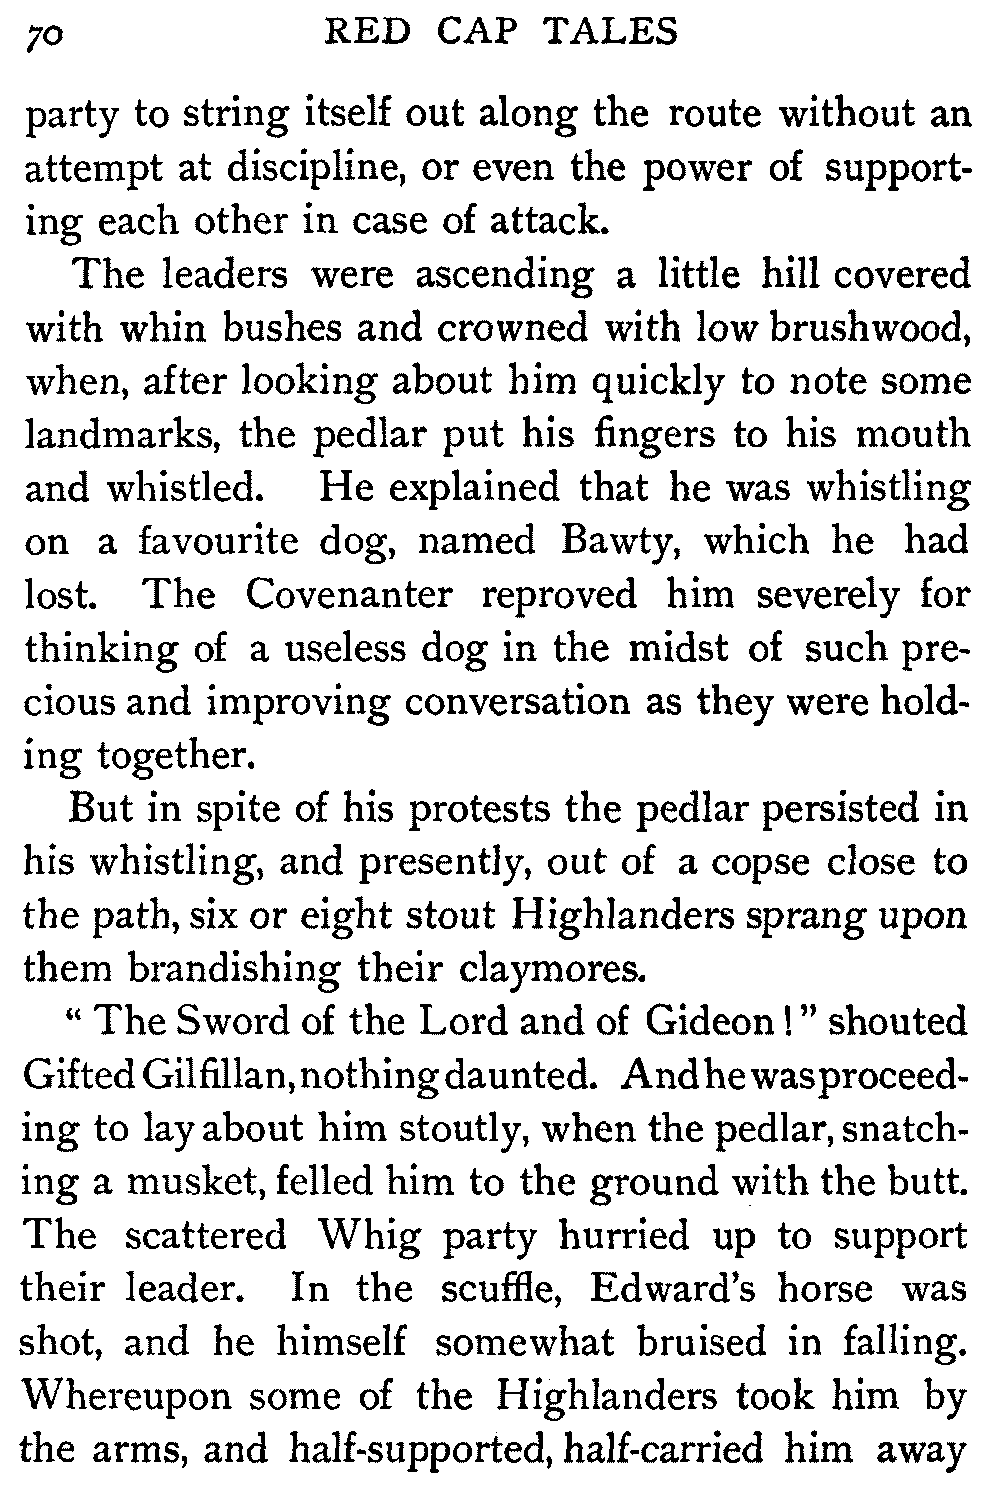 70 RED CAP TALES
party to string itself out along the route without an
attempt at discipline, or even the power of support-
ing each other in case of attack.
The leaders were ascending a little hill covered
with whin bushes and crowned with low brushwood,
when, after looking about him quickly to note some
landmarks, the pedlar put his fingers to his mouth
and whistled. He explained that he was whistling
on a favourite dog, named Bawty, which he had
lost. The Covenanter reproved him severely for
thinking of a useless dog in the midst of such pre-
cious and improving conversation as they were hold-
ing together.
But in spite of his protests the pedlar persisted in
his whistling, and presently, out of a copse close to
the path, six or eight stout Highlanders sprang upon
them brandishing their claymores.
“ The Sword of the Lord and of Gideon ! ” shouted
Gifted Gilfillan, nothing daunted. And he was proceed-
ing to lay about him stoutly, when the pedlar, snatch-
ing a musket, felled him to the ground with the butt.
The scattered Whig party hurried up to support
their leader. In the scuffle, Edward’s horse was
shot, and he himself somewhat bruised in falling.
Whereupon some of the Highlanders took him by
the arms, and half-supported, half-carried him away